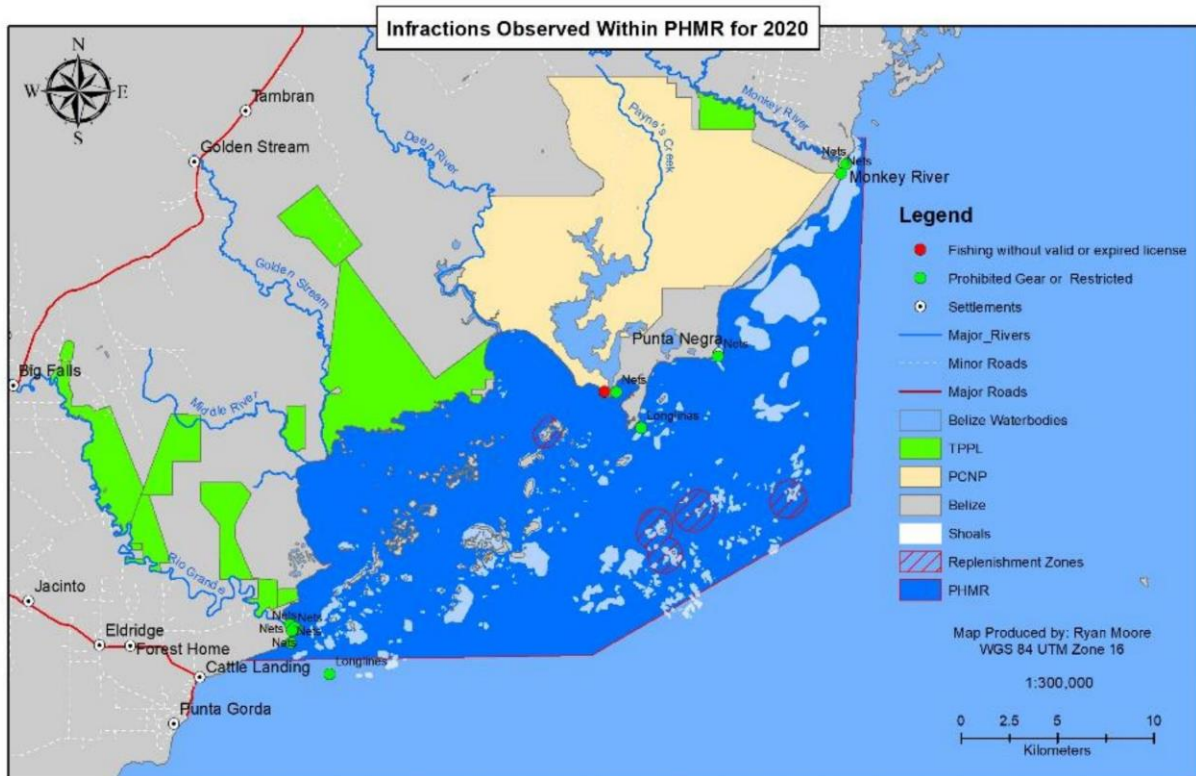 Infractions Observed Within PHMR for 2020
N
W
E
S
Tambran
Golden Stream
Deep River
Payne's Creek
Monkey River
Nets
Nets
Monkey River
Golden Stream
Punta Negra
Nets
Big Falls
Middle River
Nets
Longlines
Rio Grande
Jacinto
Nets
Nets
Nets
Nets
Nets
Eldridge
Forest Home
Cattle Landing
Longlines
Punta Gorda
Legend
Fishing without valid or expired license
Prohibited Gear or Restricted
Settlements
Major_Rivers
Minor Roads
Major Roads
Belize Waterbodies
TPPL
PCNP
Belize
Shoals
Replenishment Zones
PHMR
Map Produced by: Ryan Moore
WGS 84 UTM Zone 16
1:300,000
0 2.5 5 10
Kilometers